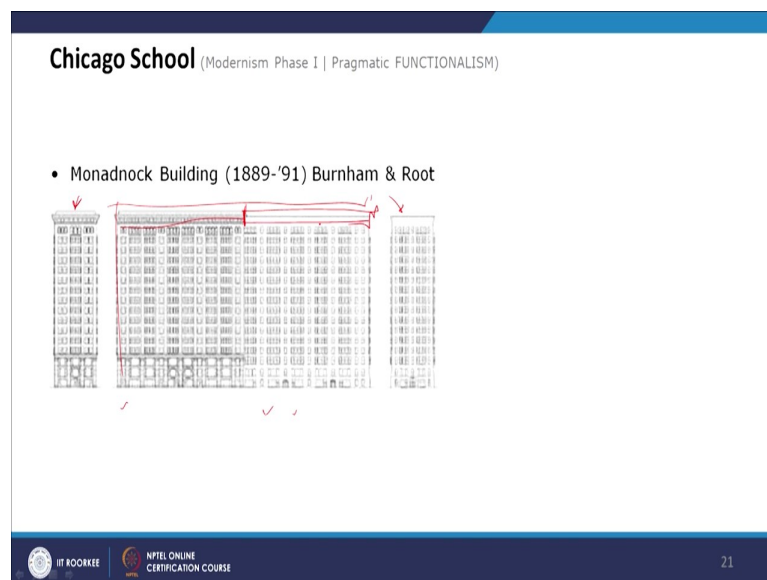 Chicago School (Modernism Phase I | Pragmatic FUNCTIONALISM)
• Monadnock Building (1889-'91) Burnham & Root
IIT ROORKEE
NPTEL ONLINE
CERTIFICATION COURSE
21